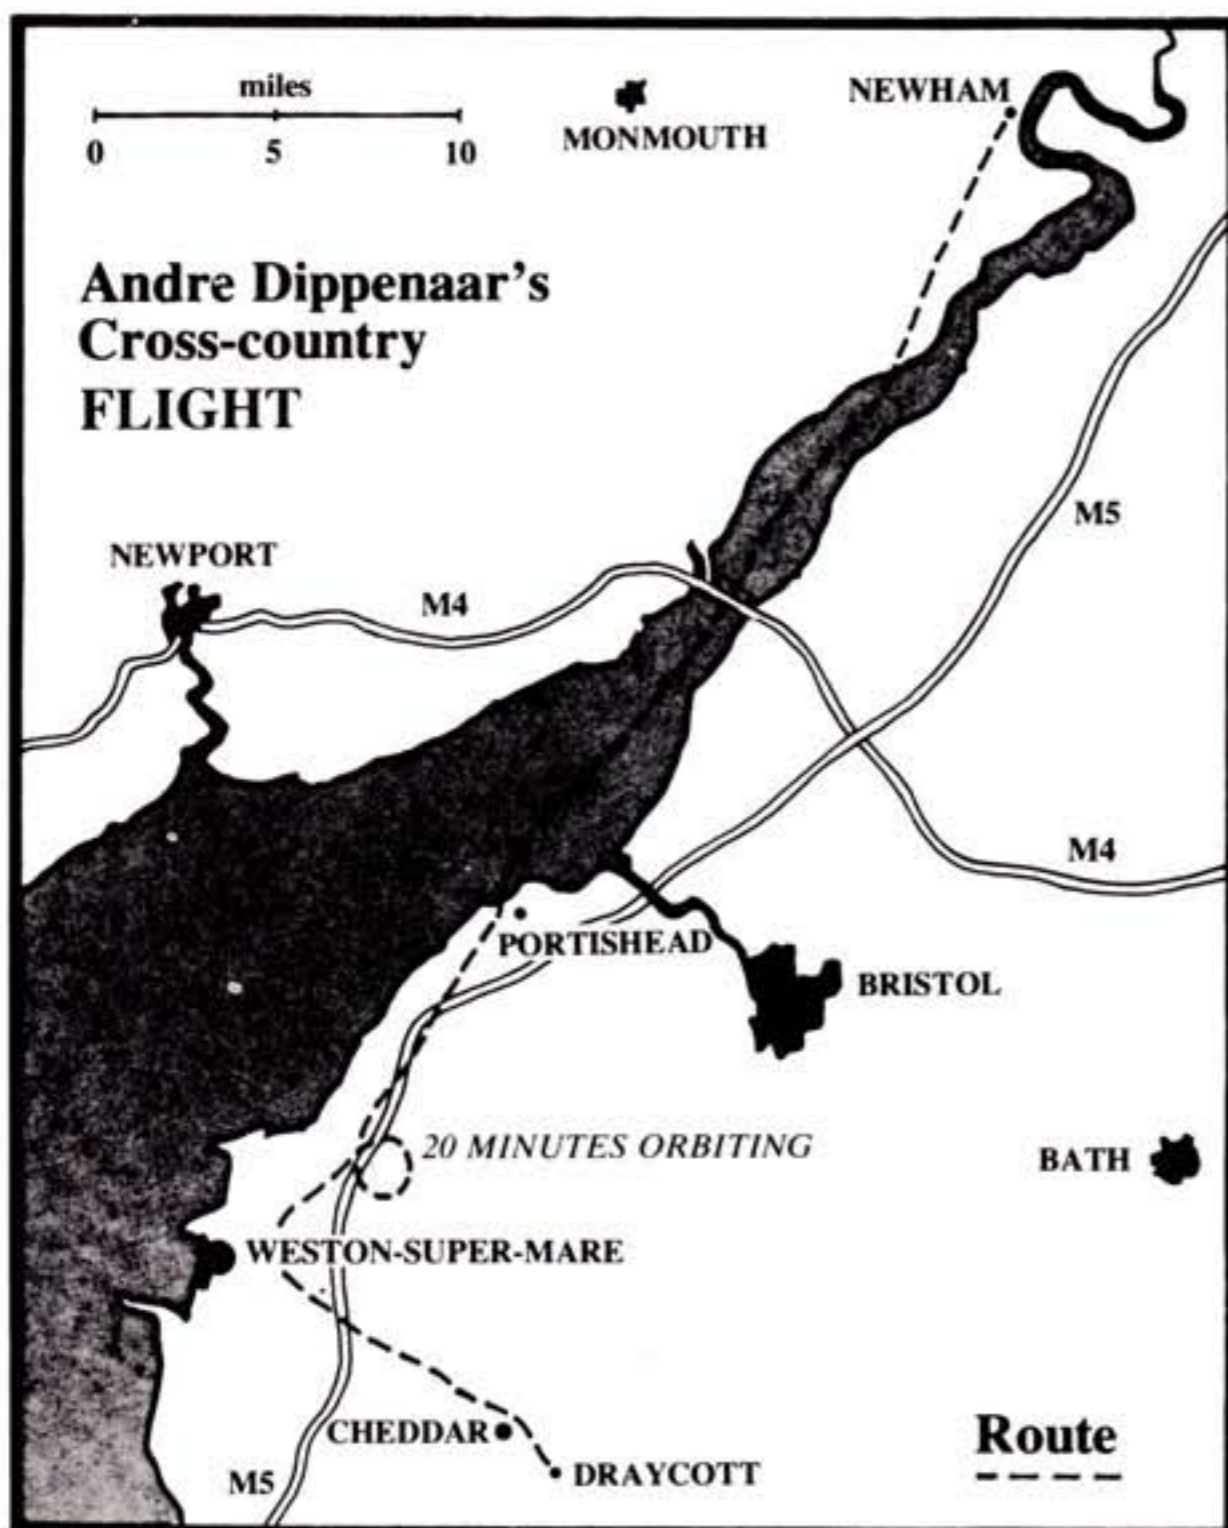 miles
0 5 10
MONMOUTH
NEWHAM
Andre Dippenaar's
Cross-country
FLIGHT
M5
NEWPORT
M4
M4
PORTISHEAD
BRISTOL
20 MINUTES ORBITING
BATH
WESTON-SUPER-MARE
CHEDDAR
Route
DRAYCOTT
M5